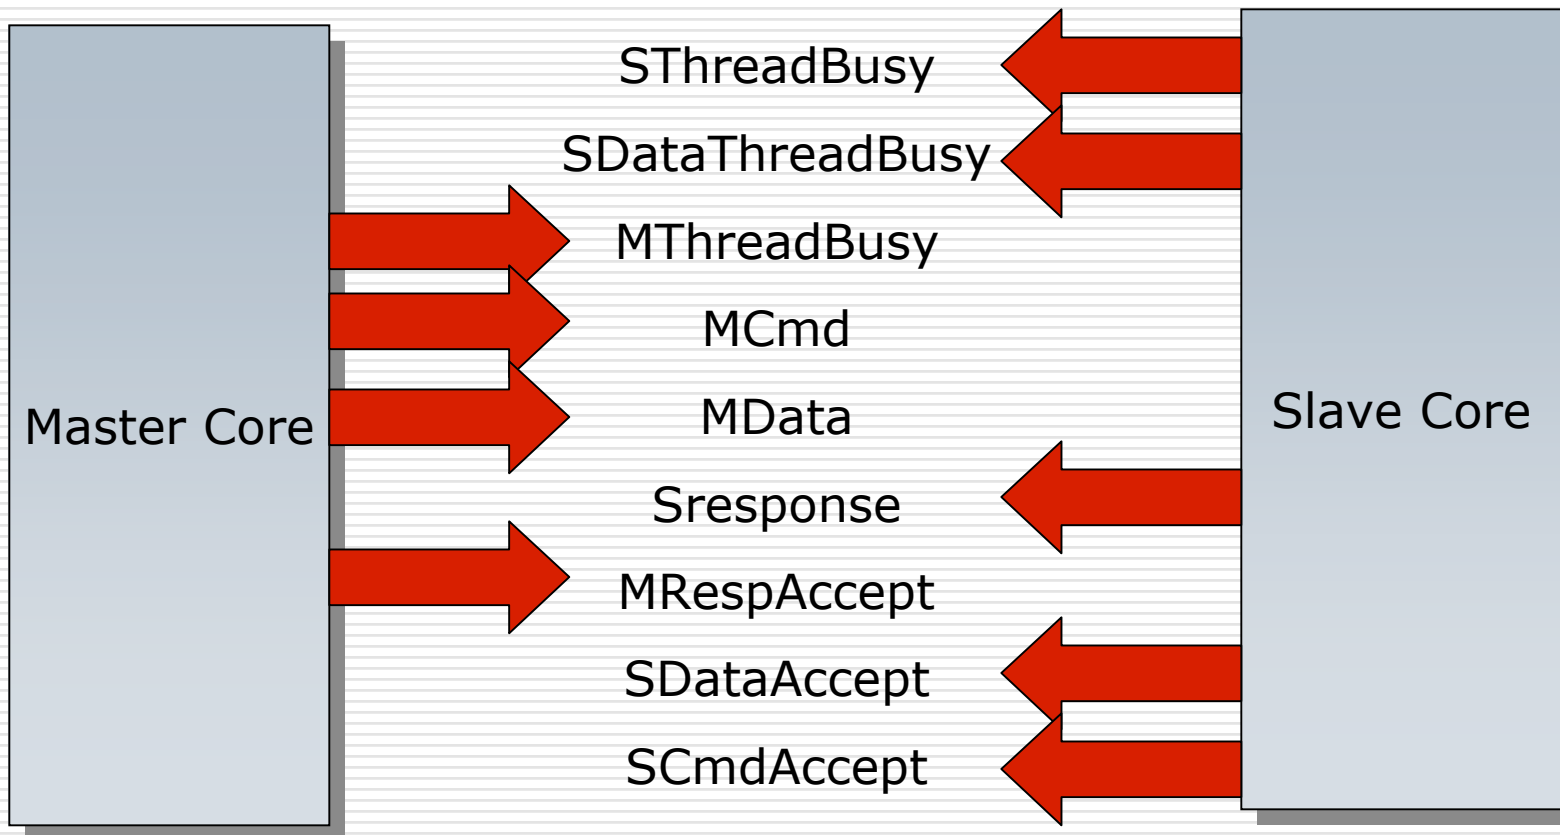 SThreadBusy
SDataThreadBusy
MThreadBusy
MCmd
MData
Master Core
Slave Core
Sresponse
MRespAccept
SDataAccept
SCmdAccept